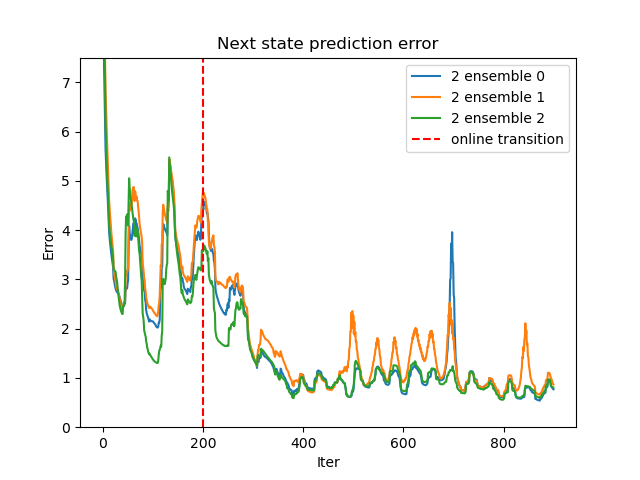 Next state prediction error
7
6
5
4
3
2
1
0
Error
0
200
400
600
800
Iter
2 ensemble 0
2 ensemble 1
2 ensemble 2
online transition